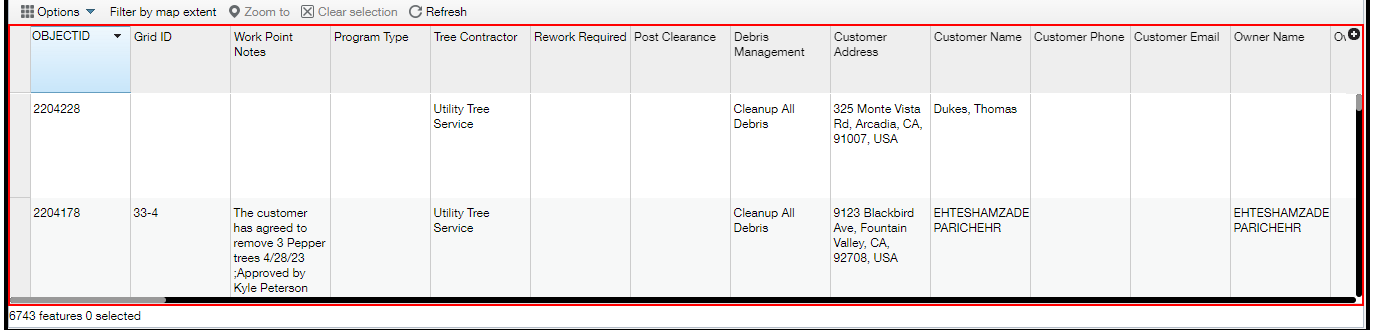 Options Filter by map extent Zoom to Clear selection Refresh
OBJECTID Grid ID Work Point Notes Program Type Tree Contractor Rework Required Post Clearance Debris Management Customer Address Customer Name Customer Phone Customer Email Owner Name
2204228 Utility Tree Service Cleanup All Debris 325 Monte Vista Rd, Arcadia, CA, 91007, USA Dukes, Thomas
2204178 33-4 The customer has agreed to remove 3 Pepper trees 4/28/23 ;Approved by Kyle Peterson Utility Tree Service Cleanup All Debris 9123 Blackbird Ave, Fountain Valley, CA, 92708, USA EHTESHAMZADE PARICHEHR EHTESHAMZADE PARICHEHR
6743 features 0 selected